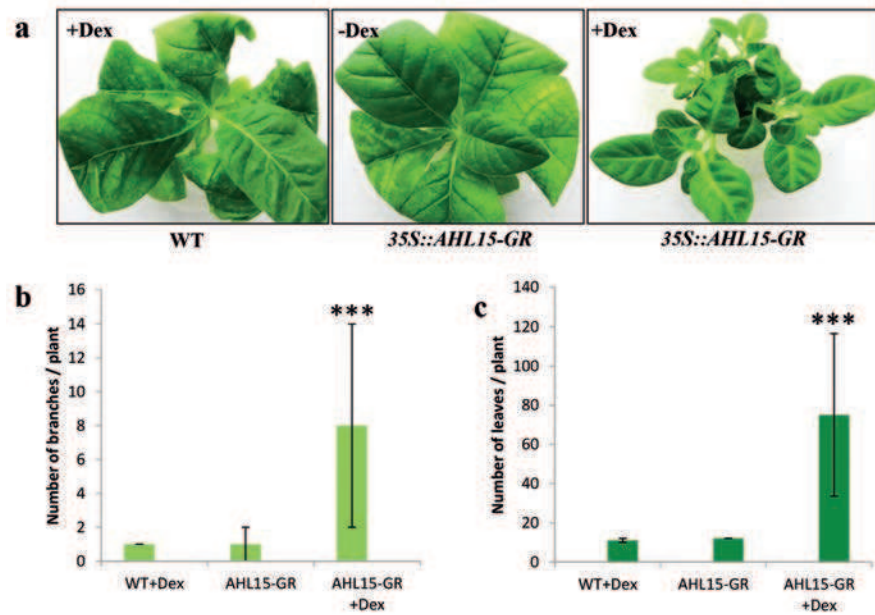 a
+Dex
-Dex
+Dex
WT
35S::AHL15-GR
35S::AHL15-GR
b
Number of branches / plant
16
14
12
10
8
6
4
2
0
***
WT+Dex
AHL15-GR
AHL15-GR
+Dex
c
Number of leaves / plant
140
120
100
80
60
40
20
0
***
WT+Dex
AHL15-GR
AHL15-GR
+Dex